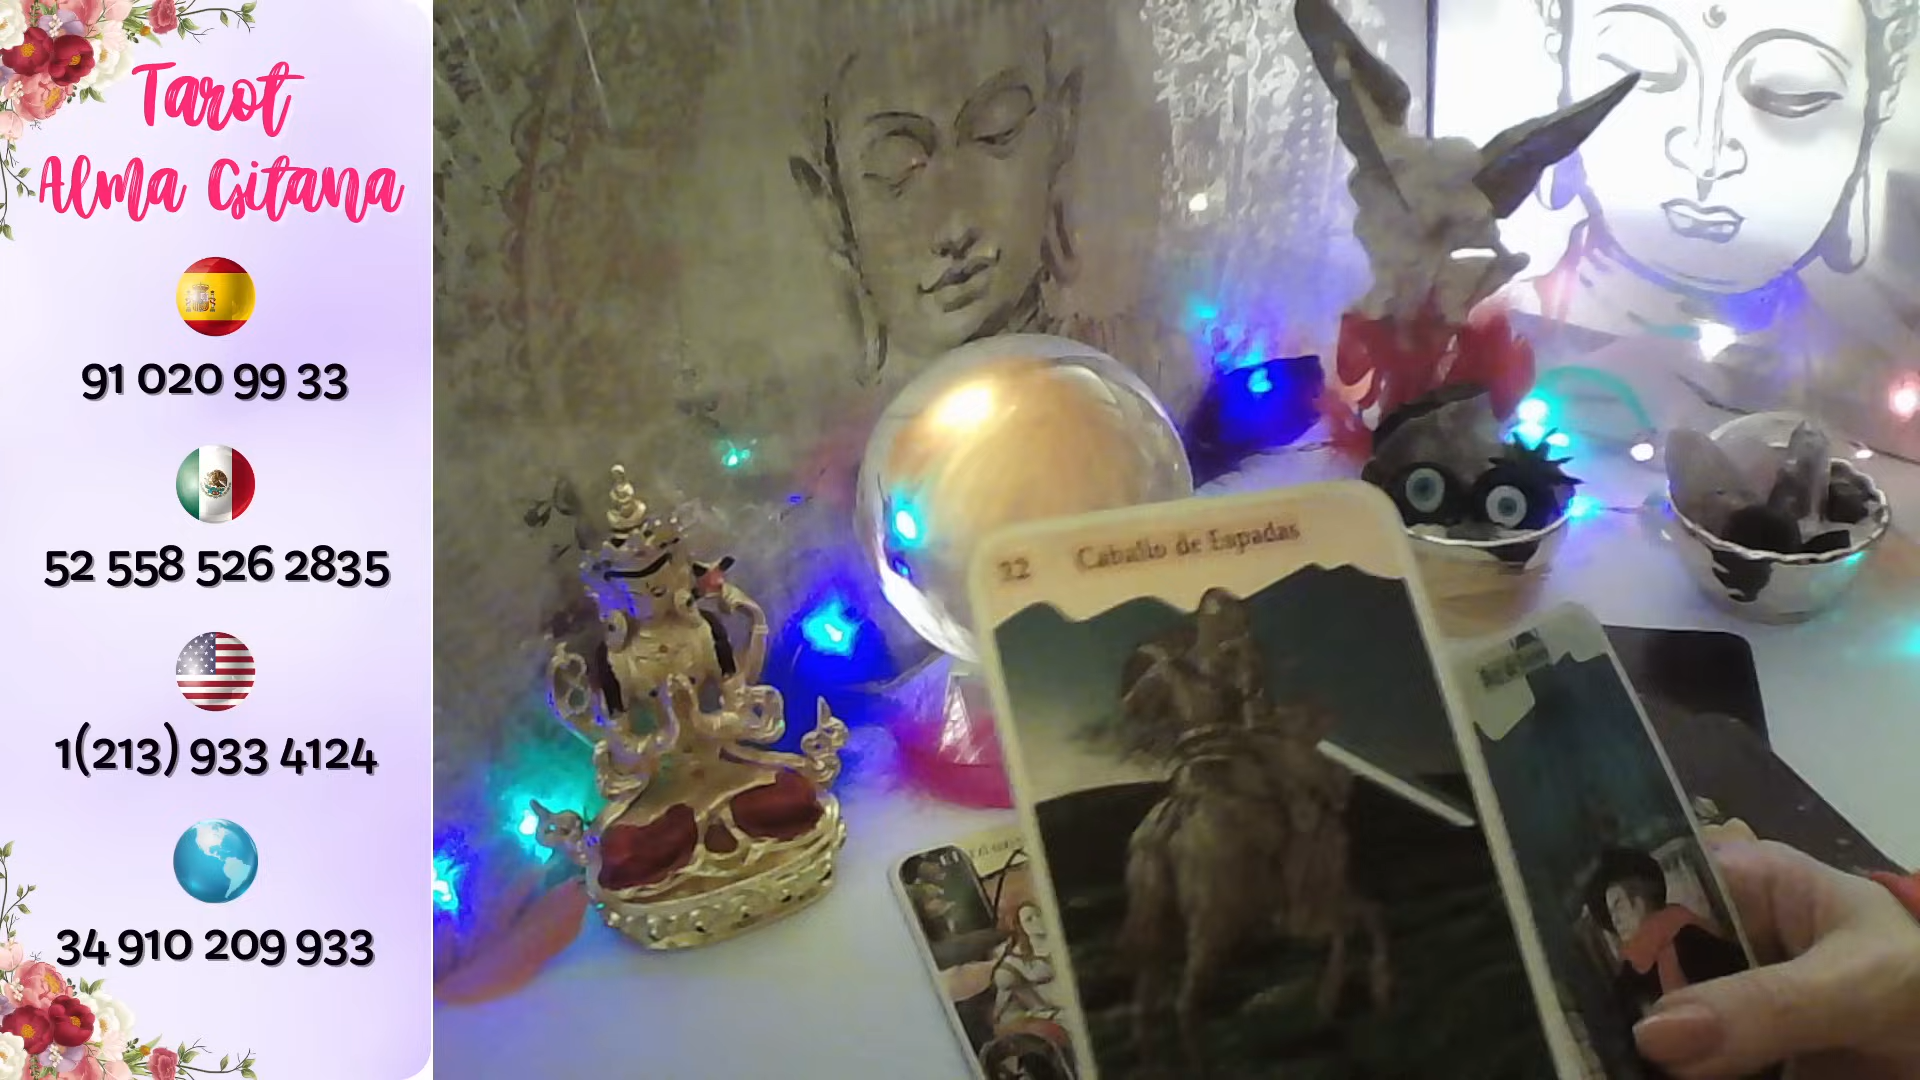 Tarot
Alma Gitana
91 020 99 33
52 558 526 2835
1(213) 933 4124
34 910 209 933
22 Caballo de Espadas